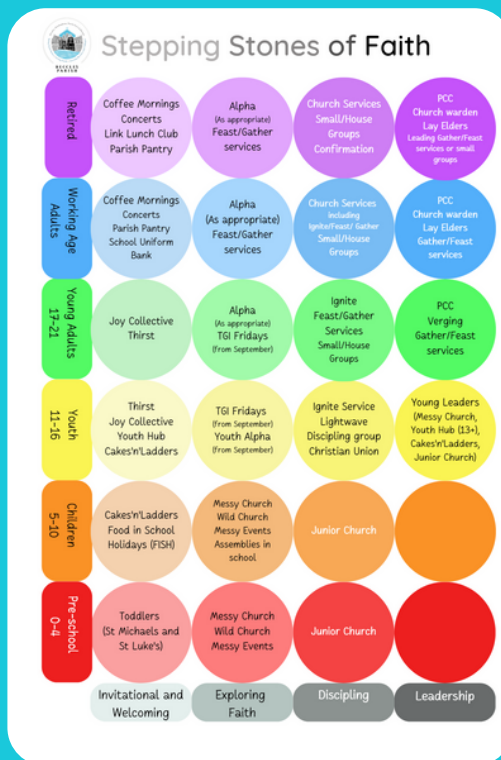 Stepping Stones of Faith
BECCLES
PARISH
Retired
Coffee Mornings
Concerts
Link Lunch Club
Parish Pantry
Alpha
(As appropriate)
Feast/Gather
services
Church Services
Small/House
Groups
Confirmation
PCC
Church warden
Lay Elders
Leading Gather/Feast
services or small
groups
Working Age
Adults
Coffee Mornings
Concerts
Parish Pantry
School Uniform
Bank
Alpha
(As appropriate)
Feast/Gather
services
Church Services
including
Ignite/Feast/ Gather
Small/House
Groups
PCC
Church warden
Lay Elders
Gather/Feast
services
Young Adults
17-21
Joy Collective
Thirst
Alpha
(As appropriate)
TGI Fridays
(from September)
Ignite
Feast/Gather
Services
Small/House
Groups
PCC
Verging
Gather/Feast
services
Youth
11-16
Thirst
Joy Collective
Youth Hub
Cakes'n'Ladders
TGI Fridays
(from September)
Youth Alpha
(from September)
Ignite Service
Lightwave
Discipling group
Christian Union
Young Leaders
(Messy Church,
Youth Hub (13+),
Cakes'n'Ladders,
Junior Church)
Children
5-10
Cakes'n'Ladders
Food in School
Holidays (FISH)
Messy Church
Wild Church
Messy Events
Assemblies in
school
Junior Church
Pre-school
0-4
Toddlers
(St Michaels and
St Luke's)
Messy Church
Wild Church
Messy Events
Junior Church
Invitational and
Welcoming
Exploring
Faith
Discipling
Leadership